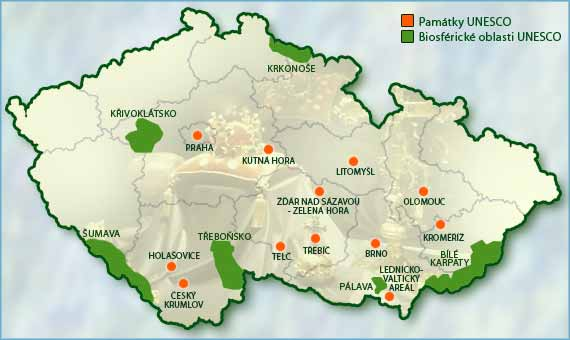 Památky UNESCO
Biosférické oblasti UNESCO
KRKONOŠE
KŘIVOKLÁTSKO
PRAHA
KUTNÁ HORA
LITOMYŠL
ŽĎÁR NAD SÁZAVOU
- ZELENÁ HORA
OLOMOUC
KROMĚŘÍŽ
ŠUMAVA
TŘEBOŇSKO
HOLAŠOVICE
TELČ
TŘEBÍČ
BRNO
BÍLÉ
KARPATY
LEDNICKO-
VALTICKÝ
AREÁL
PÁLAVA
ČESKÝ
KRUMLOV